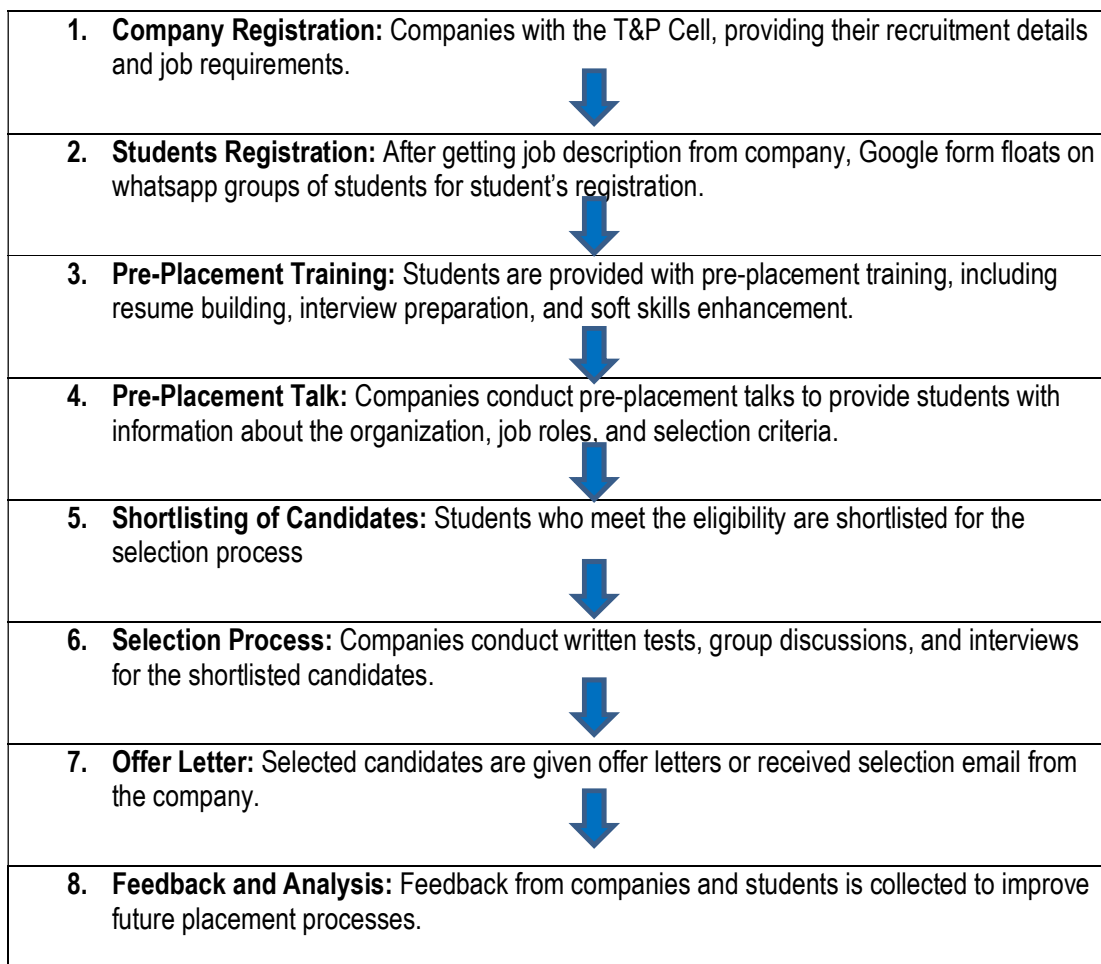 1. Company Registration: Companies with the T&P Cell, providing their recruitment details
and job requirements.
2. Students Registration: After getting job description from company, Google form floats on
whatsapp groups of students for student’s registration.
3. Pre-Placement Training: Students are provided with pre-placement training, including
resume building, interview preparation, and soft skills enhancement.
4. Pre-Placement Talk: Companies conduct pre-placement talks to provide students with
information about the organization, job roles, and selection criteria.
5. Shortlisting of Candidates: Students who meet the eligibility are shortlisted for the
selection process
6. Selection Process: Companies conduct written tests, group discussions, and interviews
for the shortlisted candidates.
7. Offer Letter: Selected candidates are given offer letters or received selection email from
the company.
8. Feedback and Analysis: Feedback from companies and students is collected to improve
future placement processes.